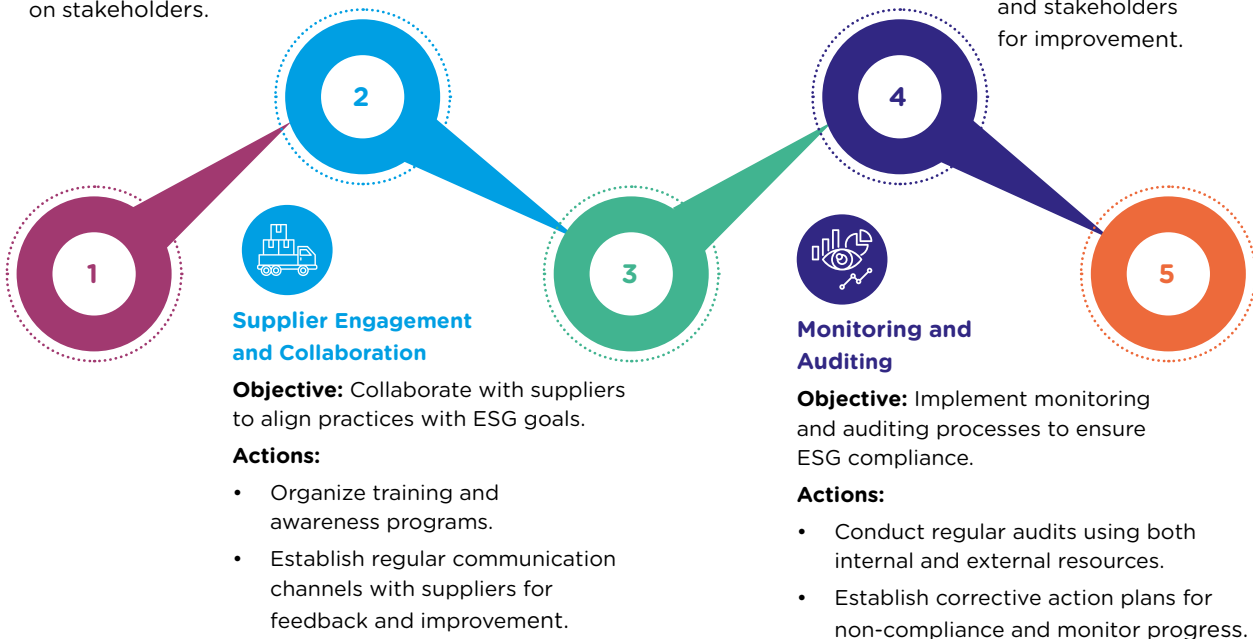 on stakeholders.
and stakeholders
for improvement.
2
4
1
3
5
Supplier Engagement
and Collaboration
Objective: Collaborate with suppliers
to align practices with ESG goals.
Actions:
• Organize training and
awareness programs.
• Establish regular communication
channels with suppliers for
feedback and improvement.
Monitoring and
Auditing
Objective: Implement monitoring
and auditing processes to ensure
ESG compliance.
Actions:
• Conduct regular audits using both
internal and external resources.
• Establish corrective action plans for
non-compliance and monitor progress.